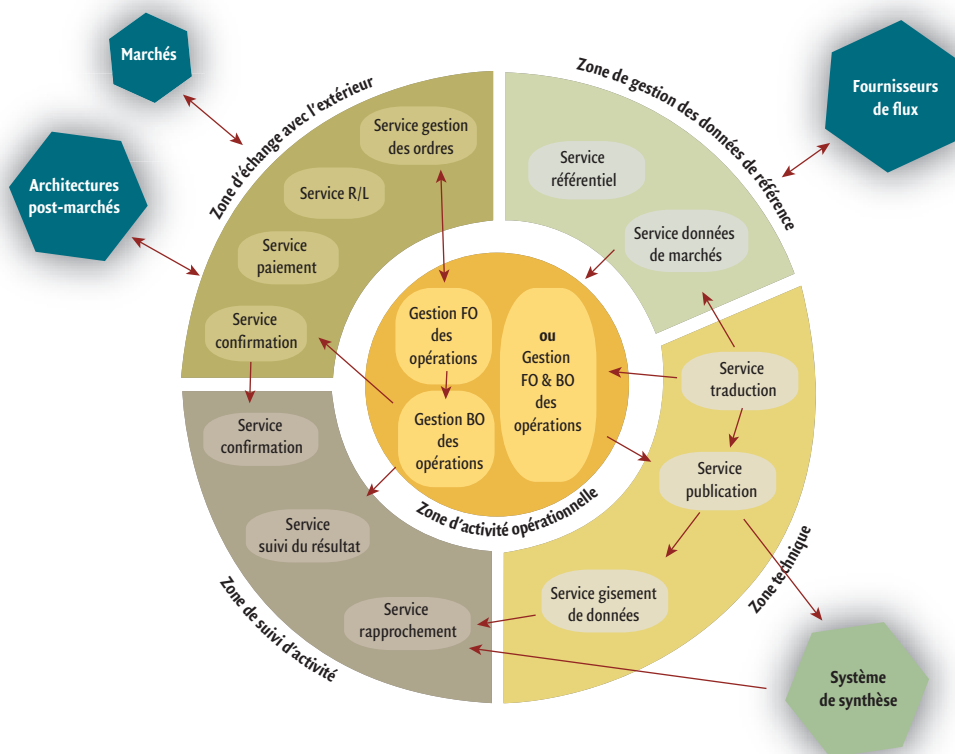 Marchés
Architectures
post-marchés
Fournisseurs
de flux
Système
de synthèse
Zone d'échange avec l'extérieur
Service gestion
des ordres
Service R/L
Service
paiement
Service
confirmation
Zone de gestion des données de référence
Service
référentiel
Service données
de marchés
Gestion FO
des
opérations
Gestion BO
des
opérations
ou
Gestion
FO & BO
des
opérations
Zone d'activité opérationnelle
Service
traduction
Service
publication
Service gisement
de données
Zone technique
Service
confirmation
Service
suivi du résultat
Service
rapprochement
Zone de suivi d'activité